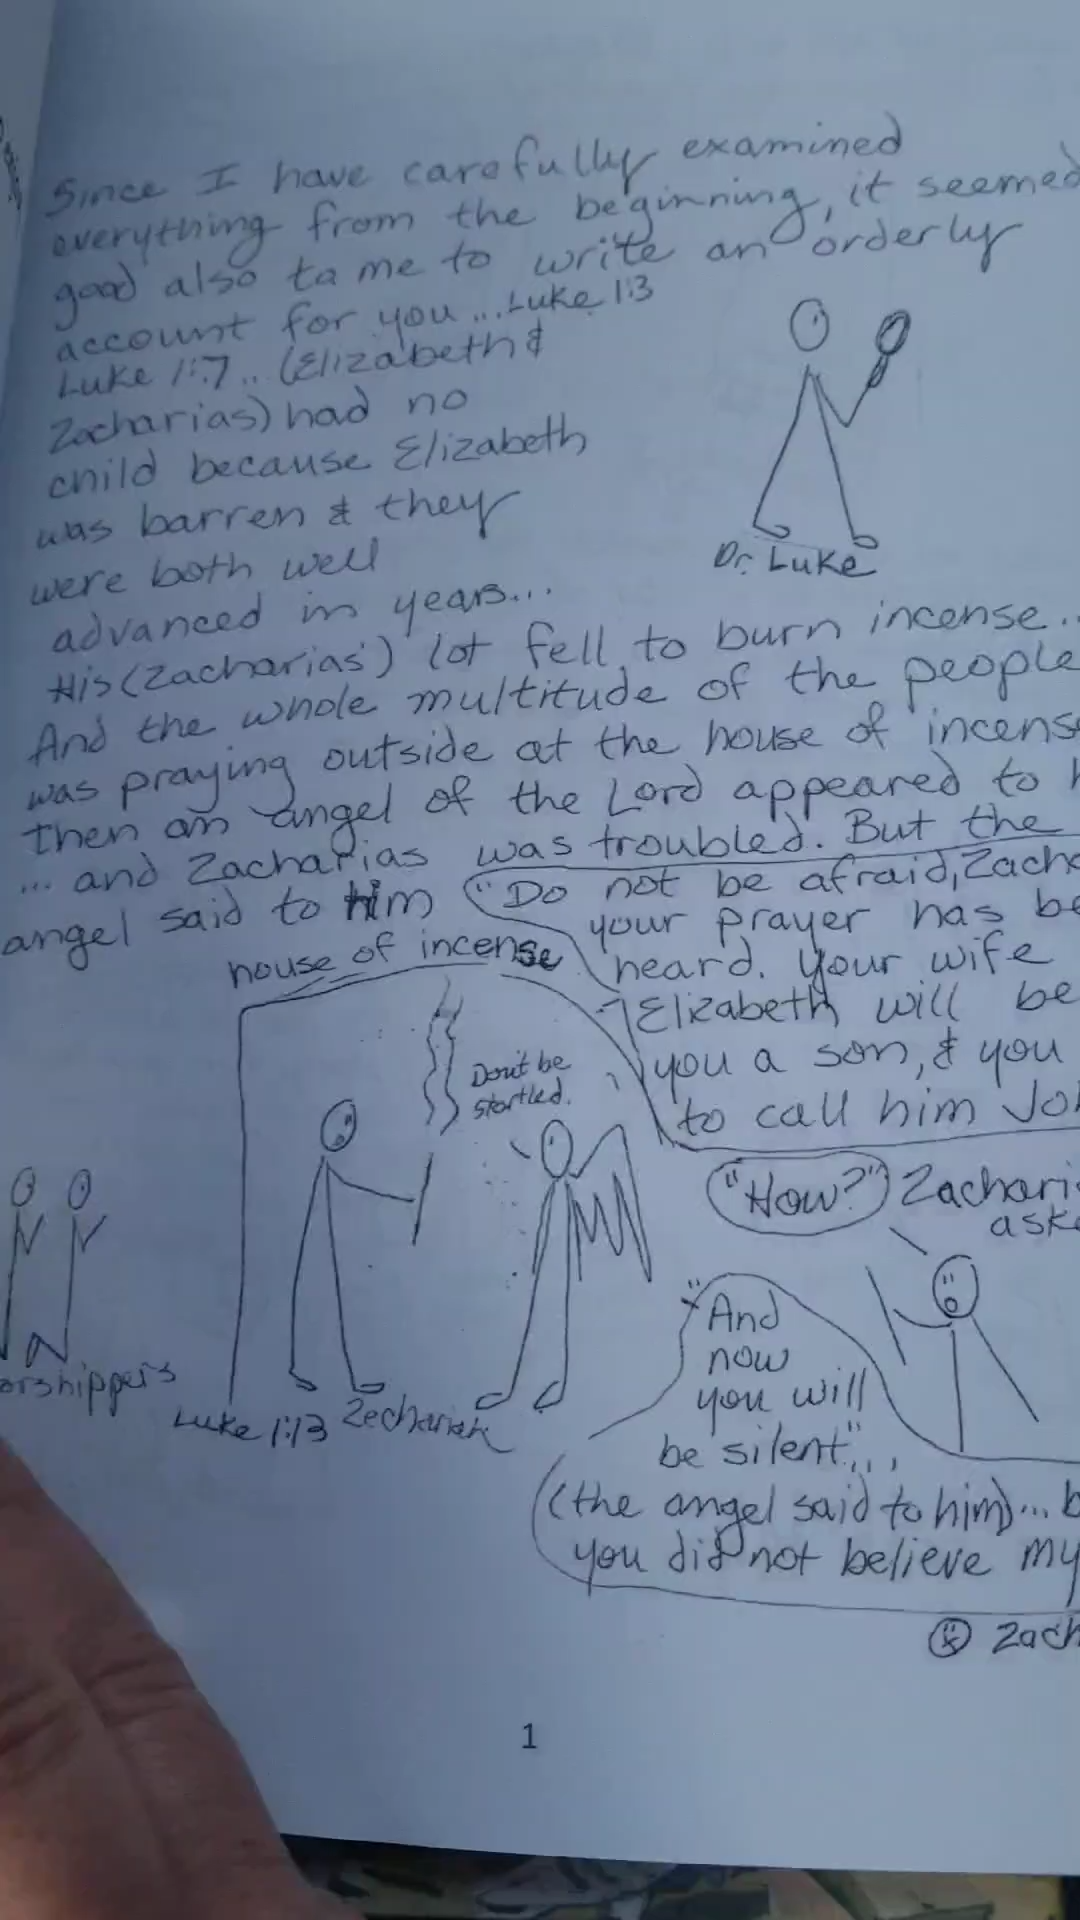 Since I have carefully examined
everything from the beginning, it seemed
good also to me to write an orderly
account for you...Luke 1:3
Luke 1:7.. (Elizabeth &
Zacharias) had no
child because Elizabeth
was barren & they
were both well
advanced in years...
Dr. Luke
His (Zacharias') lot fell to burn incense..
And the whole multitude of the people
was praying outside at the house of incense
then an angel of the Lord appeared to h
... and Zacharias was troubled. But the
angel said to him "Do not be afraid, Zacha
your prayer has be
heard. Your wife
Elizabeth will be
you a son, & you
to call him Joh
house of incense
Don't be
startled.
"How?" Zachari
aske
"And
now
you will
be silent"...
(the angel said to him)... b
you did not believe my
orshippers
Luke 1:13 Zechariah
Zach
1